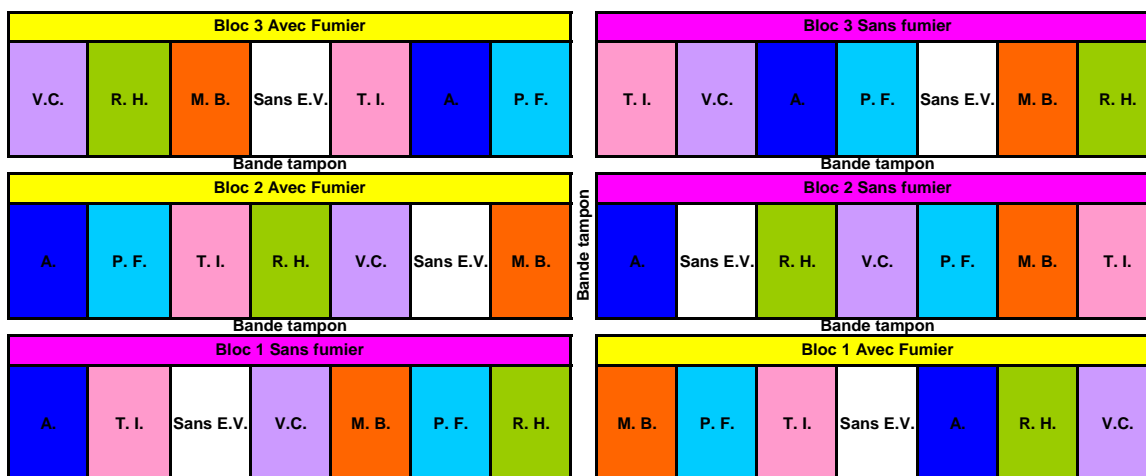 Bloc 3 Avec Fumier
V.C. R. H. M. B. Sans E.V. T. I. A. P. F.
Bloc 3 Sans fumier
T. I. V.C. A. P. F. Sans E.V. M. B. R. H.
Bande tampon
Bande tampon
Bloc 2 Avec Fumier
A. P. F. T. I. R. H. V.C. Sans E.V. M. B.
Bande tampon
Bloc 2 Sans fumier
A. Sans E.V. R. H. V.C. P. F. M. B. T. I.
Bande tampon
Bande tampon
Bloc 1 Sans fumier
A. T. I. Sans E.V. V.C. M. B. P. F. R. H.
Bloc 1 Avec Fumier
M. B. P. F. T. I. Sans E.V. A. R. H. V.C.